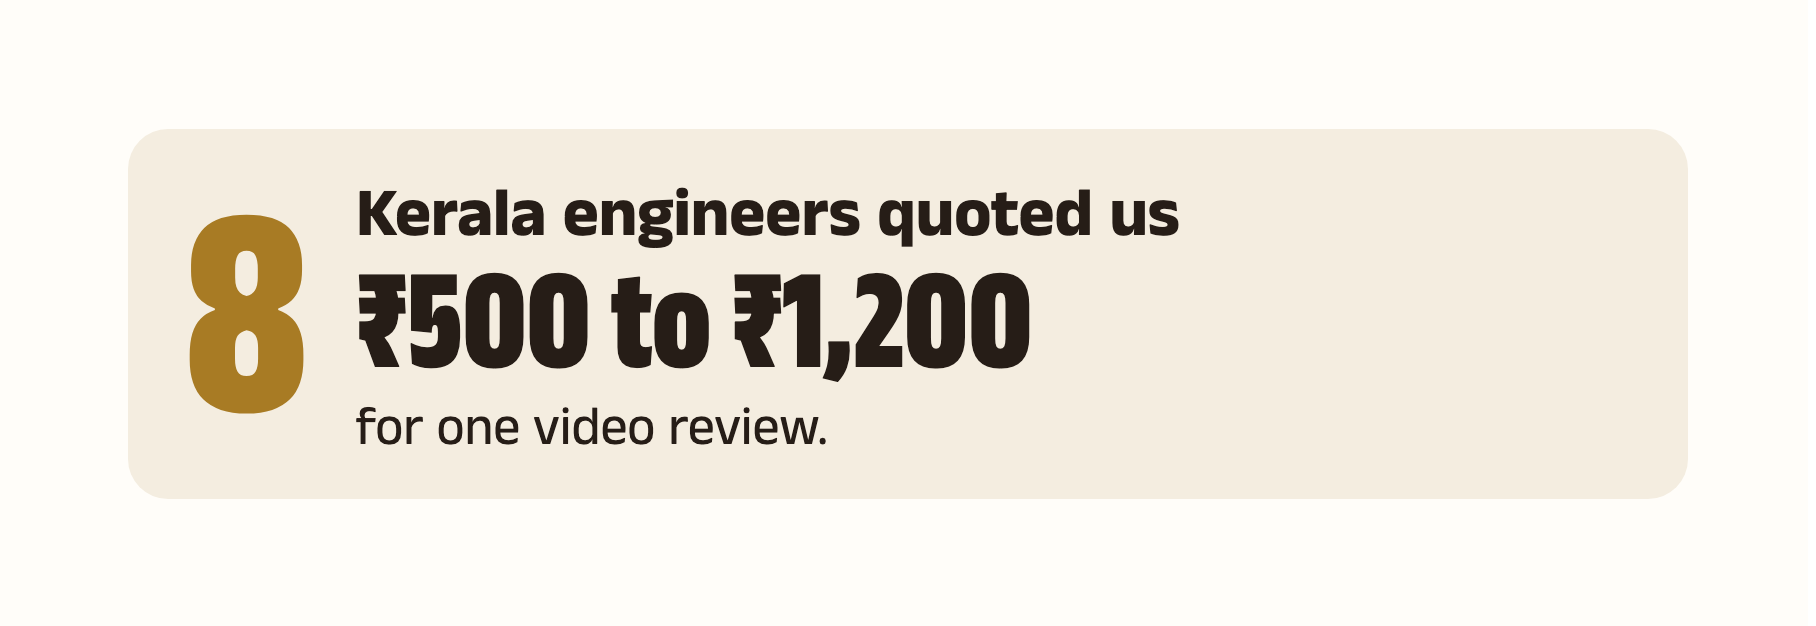 8
Kerala engineers quoted us
₹500 to ₹1,200
for one video review.